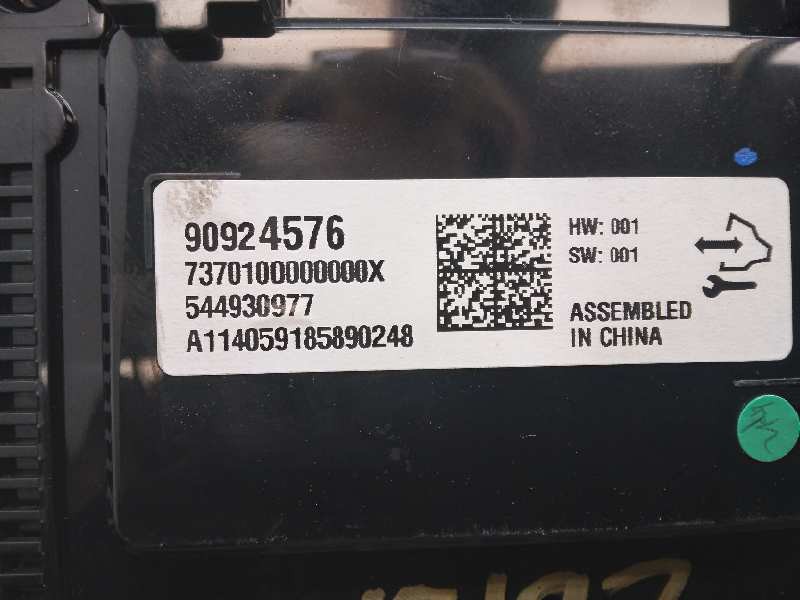 90924576
7370100000000X
544930977
A114059185890248
HW: 001
SW: 001
ASSEMBLED
IN CHINA